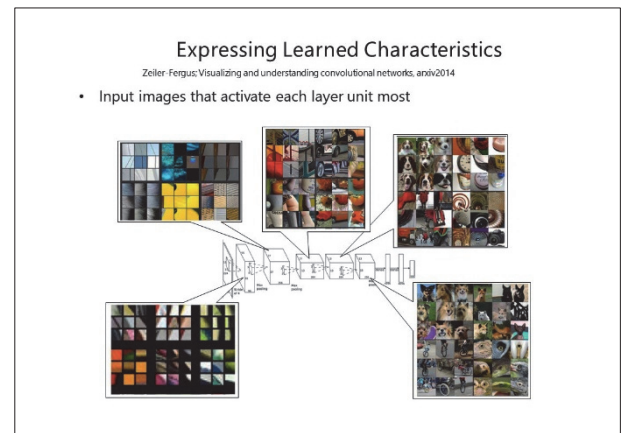 Expressing Learned Characteristics
Zeiler-Fergus; Visualizing and understanding convolutional networks, arxiv2014
• Input images that activate each layer unit most